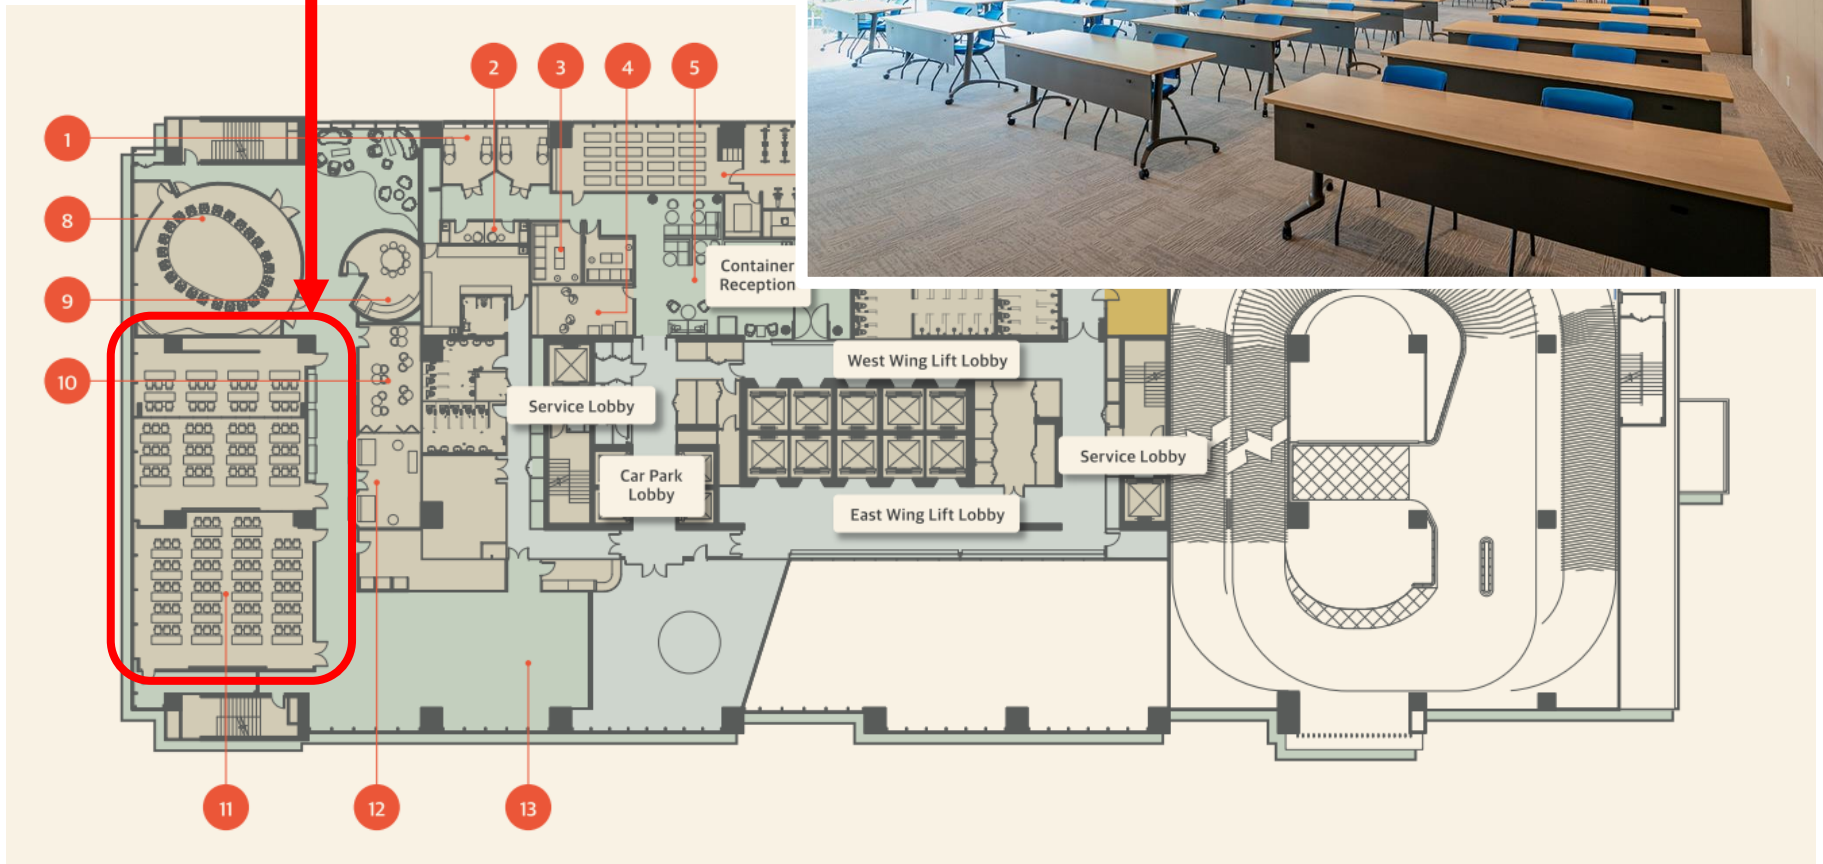 2
3
4
5
1
8
Container
Reception
9
West Wing Lift Lobby
10
Service Lobby
Service Lobby
Car Park
Lobby
East Wing Lift Lobby
11
12
13